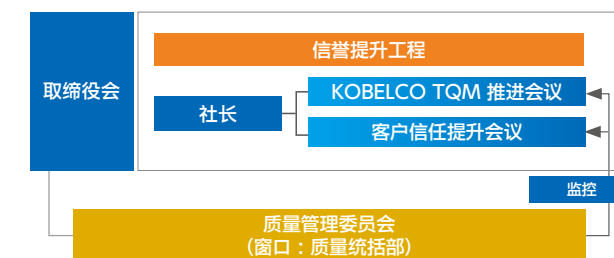 取缔役会
信誉提升工程
社长
KOBELCO TQM 推进会议
客户信任提升会议
监控
质量管理委员会
（窗口：质量统括部）